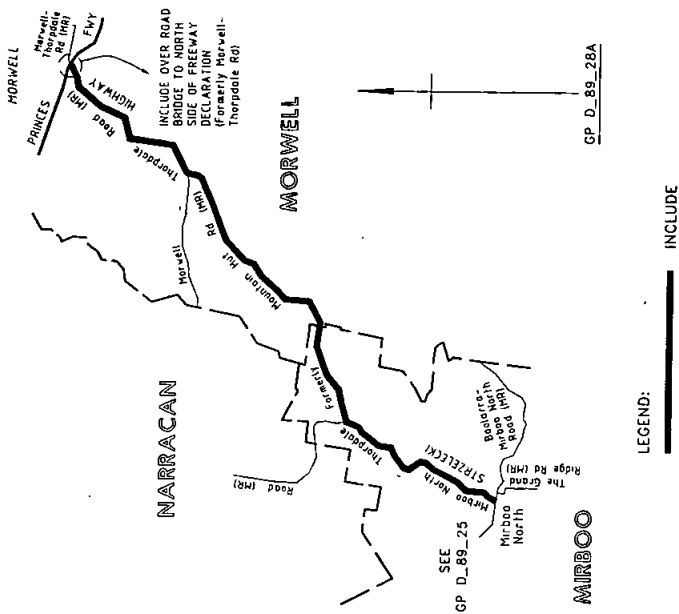 MORWELL
Morwell-
Thorpdale
Rd (MR)
FWY
PRINCES
HIGHWAY
Road (MR)
Thorpdale
INCLUDE OVER ROAD
BRIDGE TO NORTH
SIDE OF FREEWAY
DECLARATION
(Formerly Morwell-
Thorpdale Rd)
MORWELL
Morwell
Rd (MR)
Hut
Mountain
NARRACAN
Formerly
Thorpdale
Road (MR)
STRZELECKI
Mirboo North
Boolarra-
Mirboo North
Road (MR)
The Grand
Ridge Rd (MR)
Mirboo
North
SEE
GP D_89_25
MIRBOO
GP D_89_28A
LEGEND:
INCLUDE